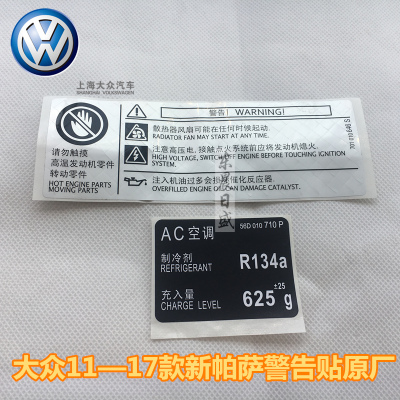 上海大众汽车
警告! WARNING!
散热器风扇可能在任何时候起动.
RADIATOR FAN MAY START AT ANY TIME.
注意高压电, 接触点火系统前应将发动机熄火.
HIGH VOLTAGE, SWITCH OFF ENGINE BEFORE TOUCHING IGNITION
SYSTEM.
注入机油过多会损坏催化反应器.
OVERFILLED ENGINE OIL CAN DAMAGE CATALYST.
请勿触摸
高温发动机零件
转动零件
HOT ENGINE PARTS
MOVING PARTS
AC空调 56D 010 710 P
制冷剂
REFRIGERANT R134a
充入量 ±25
CHARGE LEVEL 625 g
大众11—17款新帕萨警告贴原厂